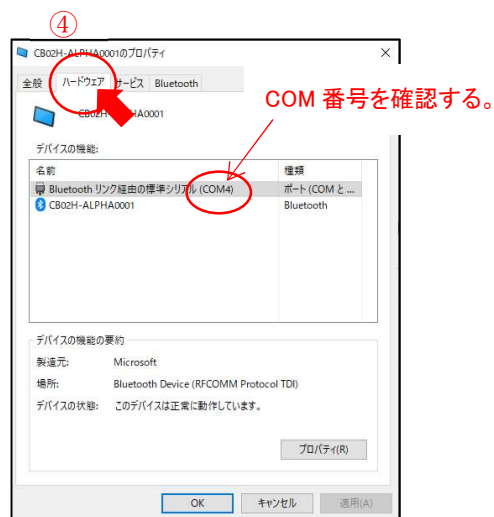 ④
CB02H-ALPHA0001のプロパティ
全般 ハードウェア サービス Bluetooth
COM 番号を確認する。
デバイスの機能:
名前 種類
Bluetooth リンク経由の標準シリアル (COM4) ポート (COM と ...
CB02H-ALPHA0001 Bluetooth
デバイスの機能の要約
製造元: Microsoft
場所: Bluetooth Device (RFCOMM Protocol TDI)
デバイスの状態: このデバイスは正常に動作しています。
プロパティ(R)
OK キャンセル 適用(A)